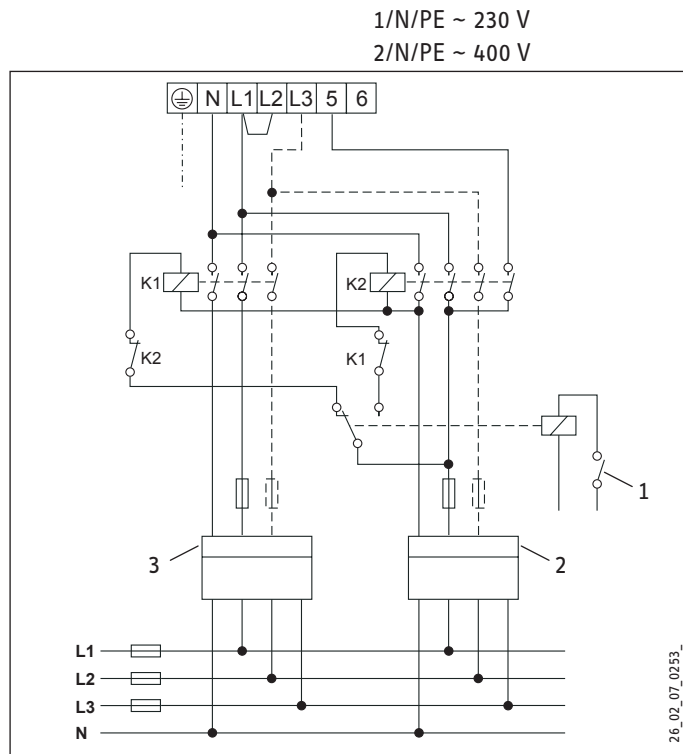 1/N/PE ~ 230 V
2/N/PE ~ 400 V
N L1 L2 L3 5 6
K1
K2
K2
K1
1
3
2
L1
L2
L3
N
26_02_07_0253_